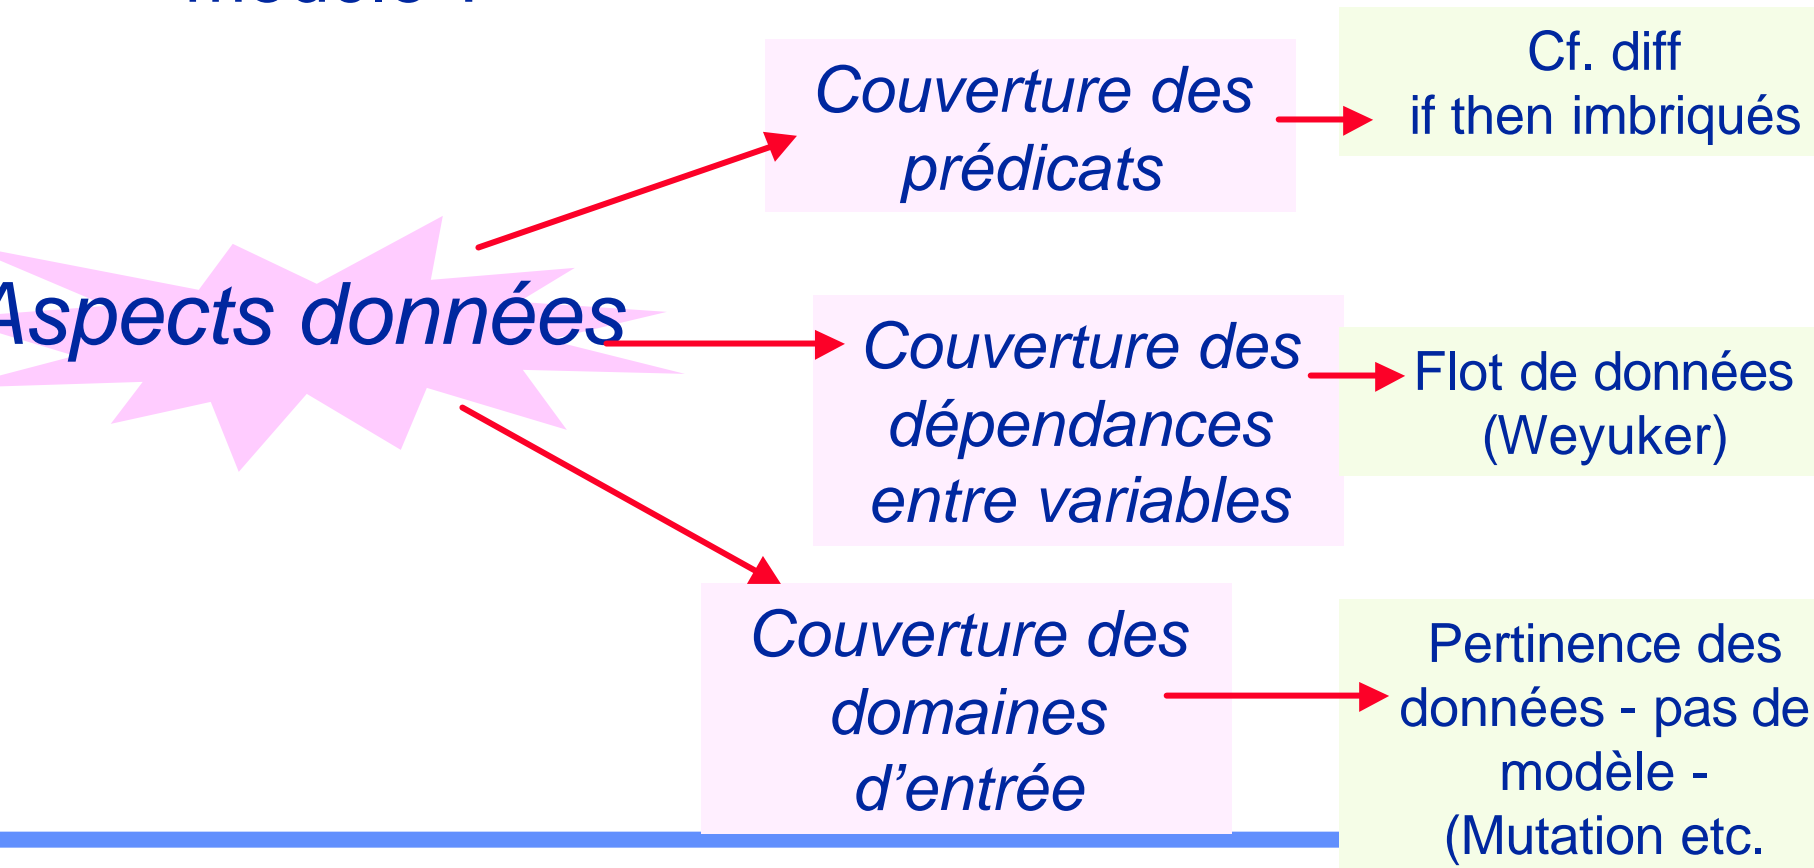 Couverture des
prédicats
Cf. diff
if then imbriqués
Aspects données
Couverture des
dépendances
entre variables
Flot de données
(Weyuker)
Couverture des
domaines
d’entrée
Pertinence des
données - pas de
modèle -
(Mutation etc.